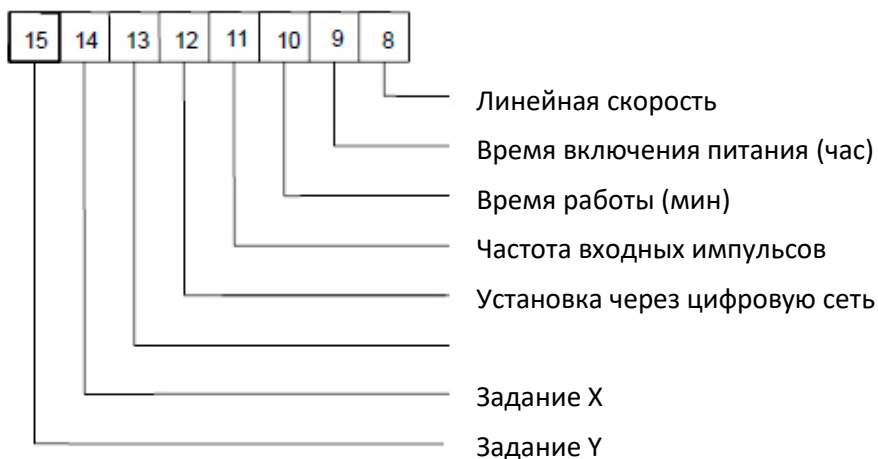 15 14 13 12 11 10 9 8
Линейная скорость
Время включения питания (час)
Время работы (мин)
Частота входных импульсов
Установка через цифровую сеть
Задание X
Задание Y